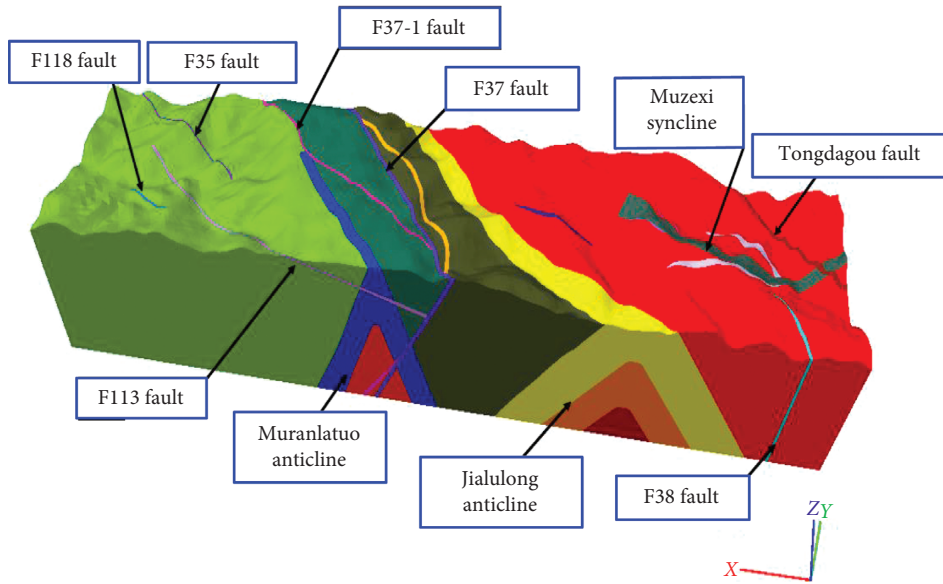 F37-1 fault
F118 fault
F35 fault
F37 fault
Muzexi
syncline
Tongdagou fault
F113 fault
Muranlatuo
anticline
Jialulong
anticline
F38 fault
Z
Y
X